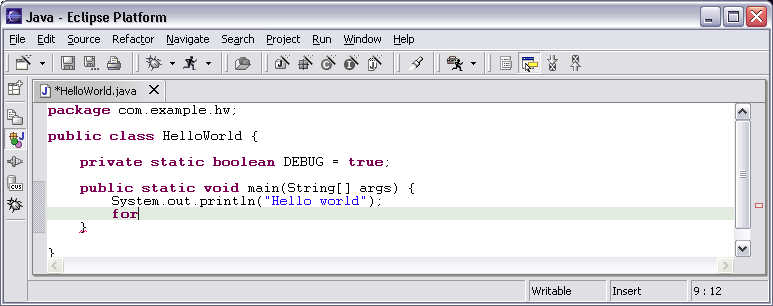 Java - Eclipse Platform
File Edit Source Refactor Navigate Search Project Run Window Help
*HelloWorld.java
package com.example.hw;
public class HelloWorld {
private static boolean DEBUG = true;
public static void main(String[] args) {
System.out.println("Hello world");
for
}
}
Writable Insert 9 : 12